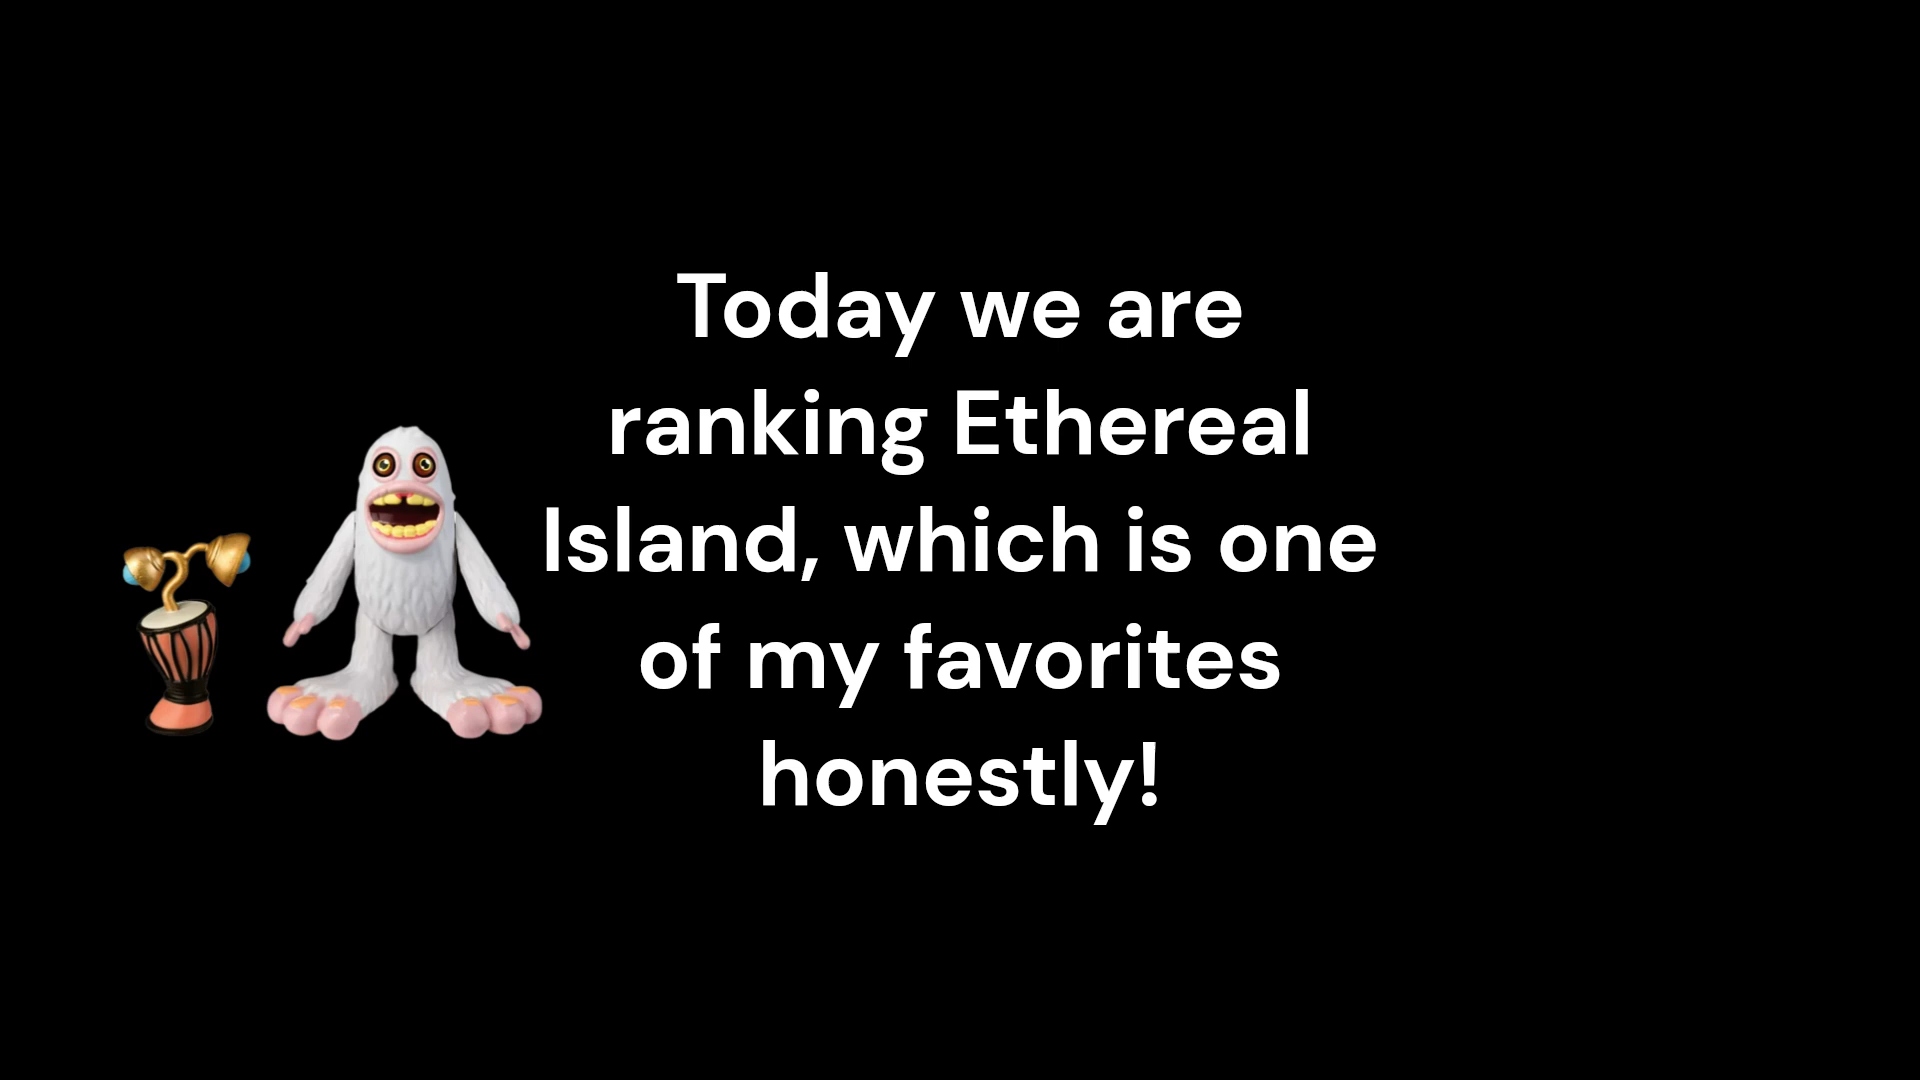 Today we are
ranking Ethereal
Island, which is one
of my favorites
honestly!